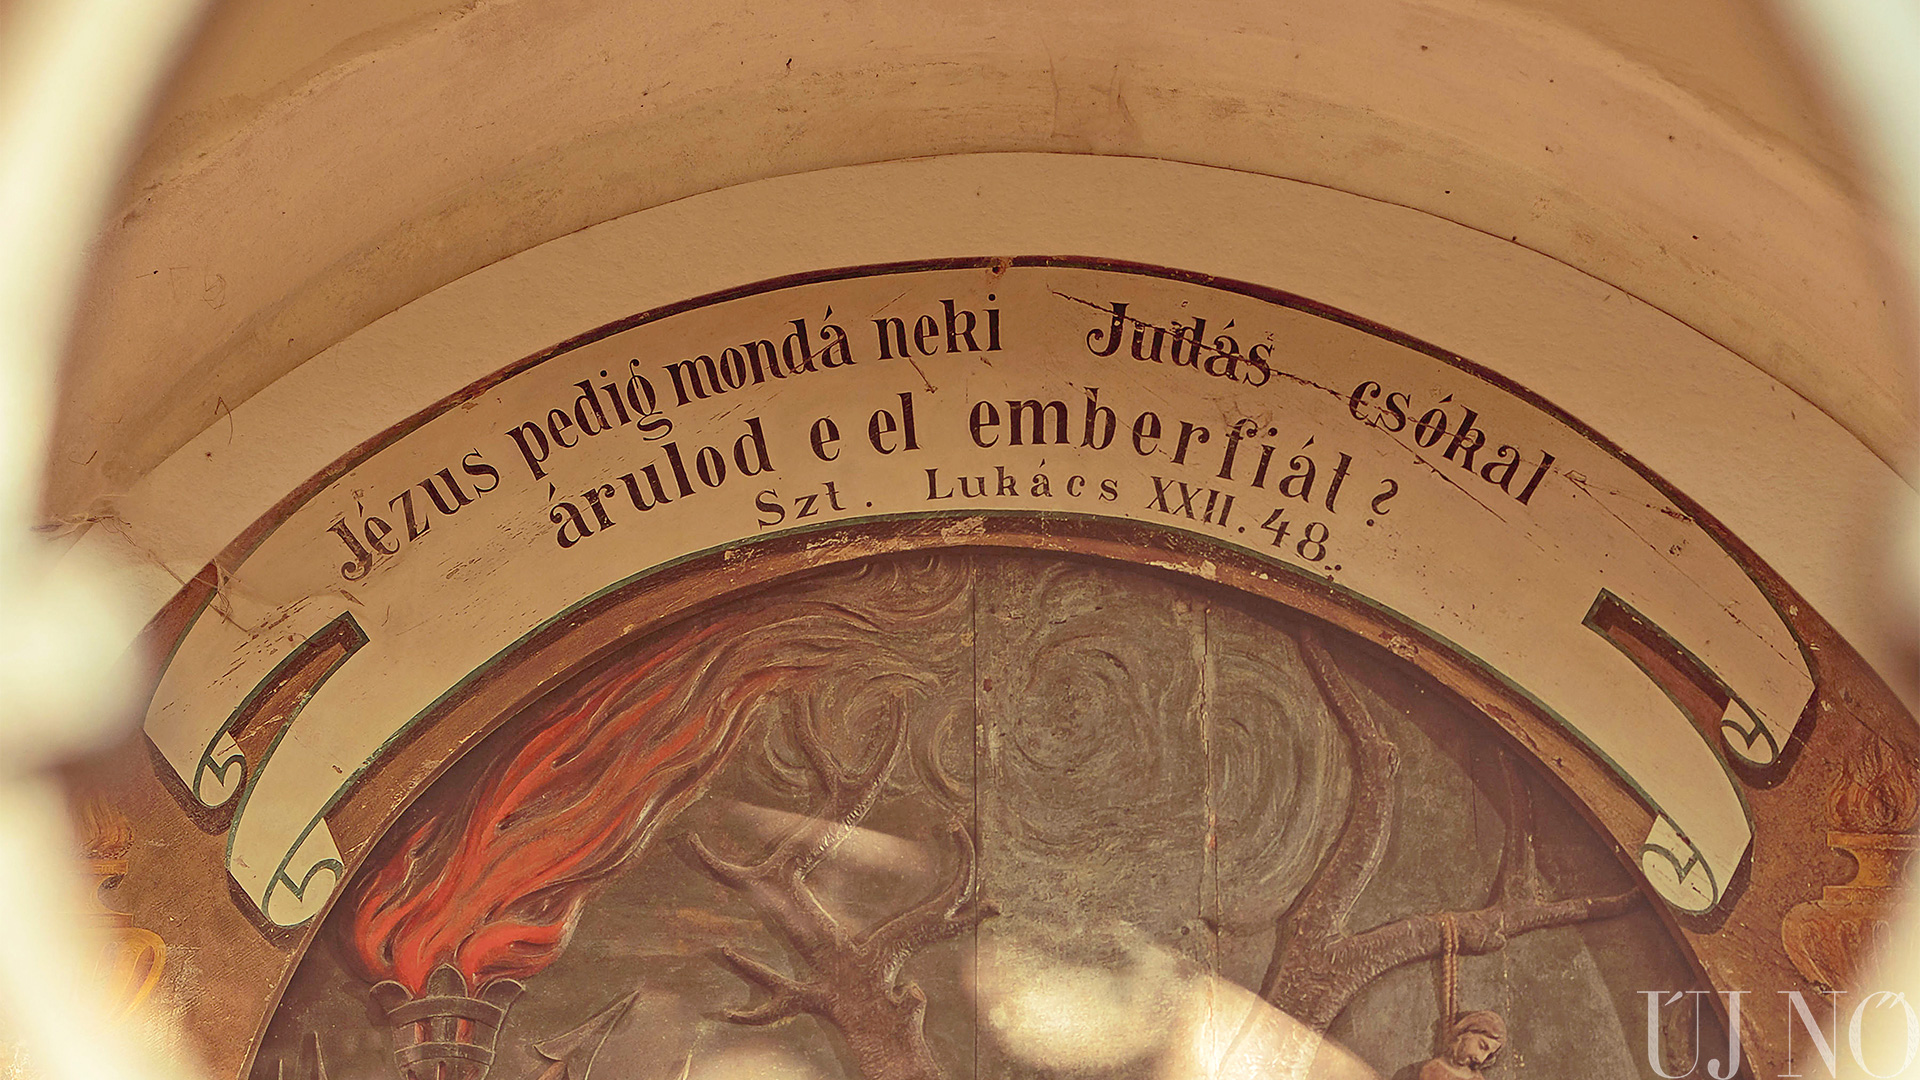 Jézus pedig mondá neki Judás csókal
árulod e el emberfiát ?
Szt. Lukács XXII. 48.
ÚJ NŐ